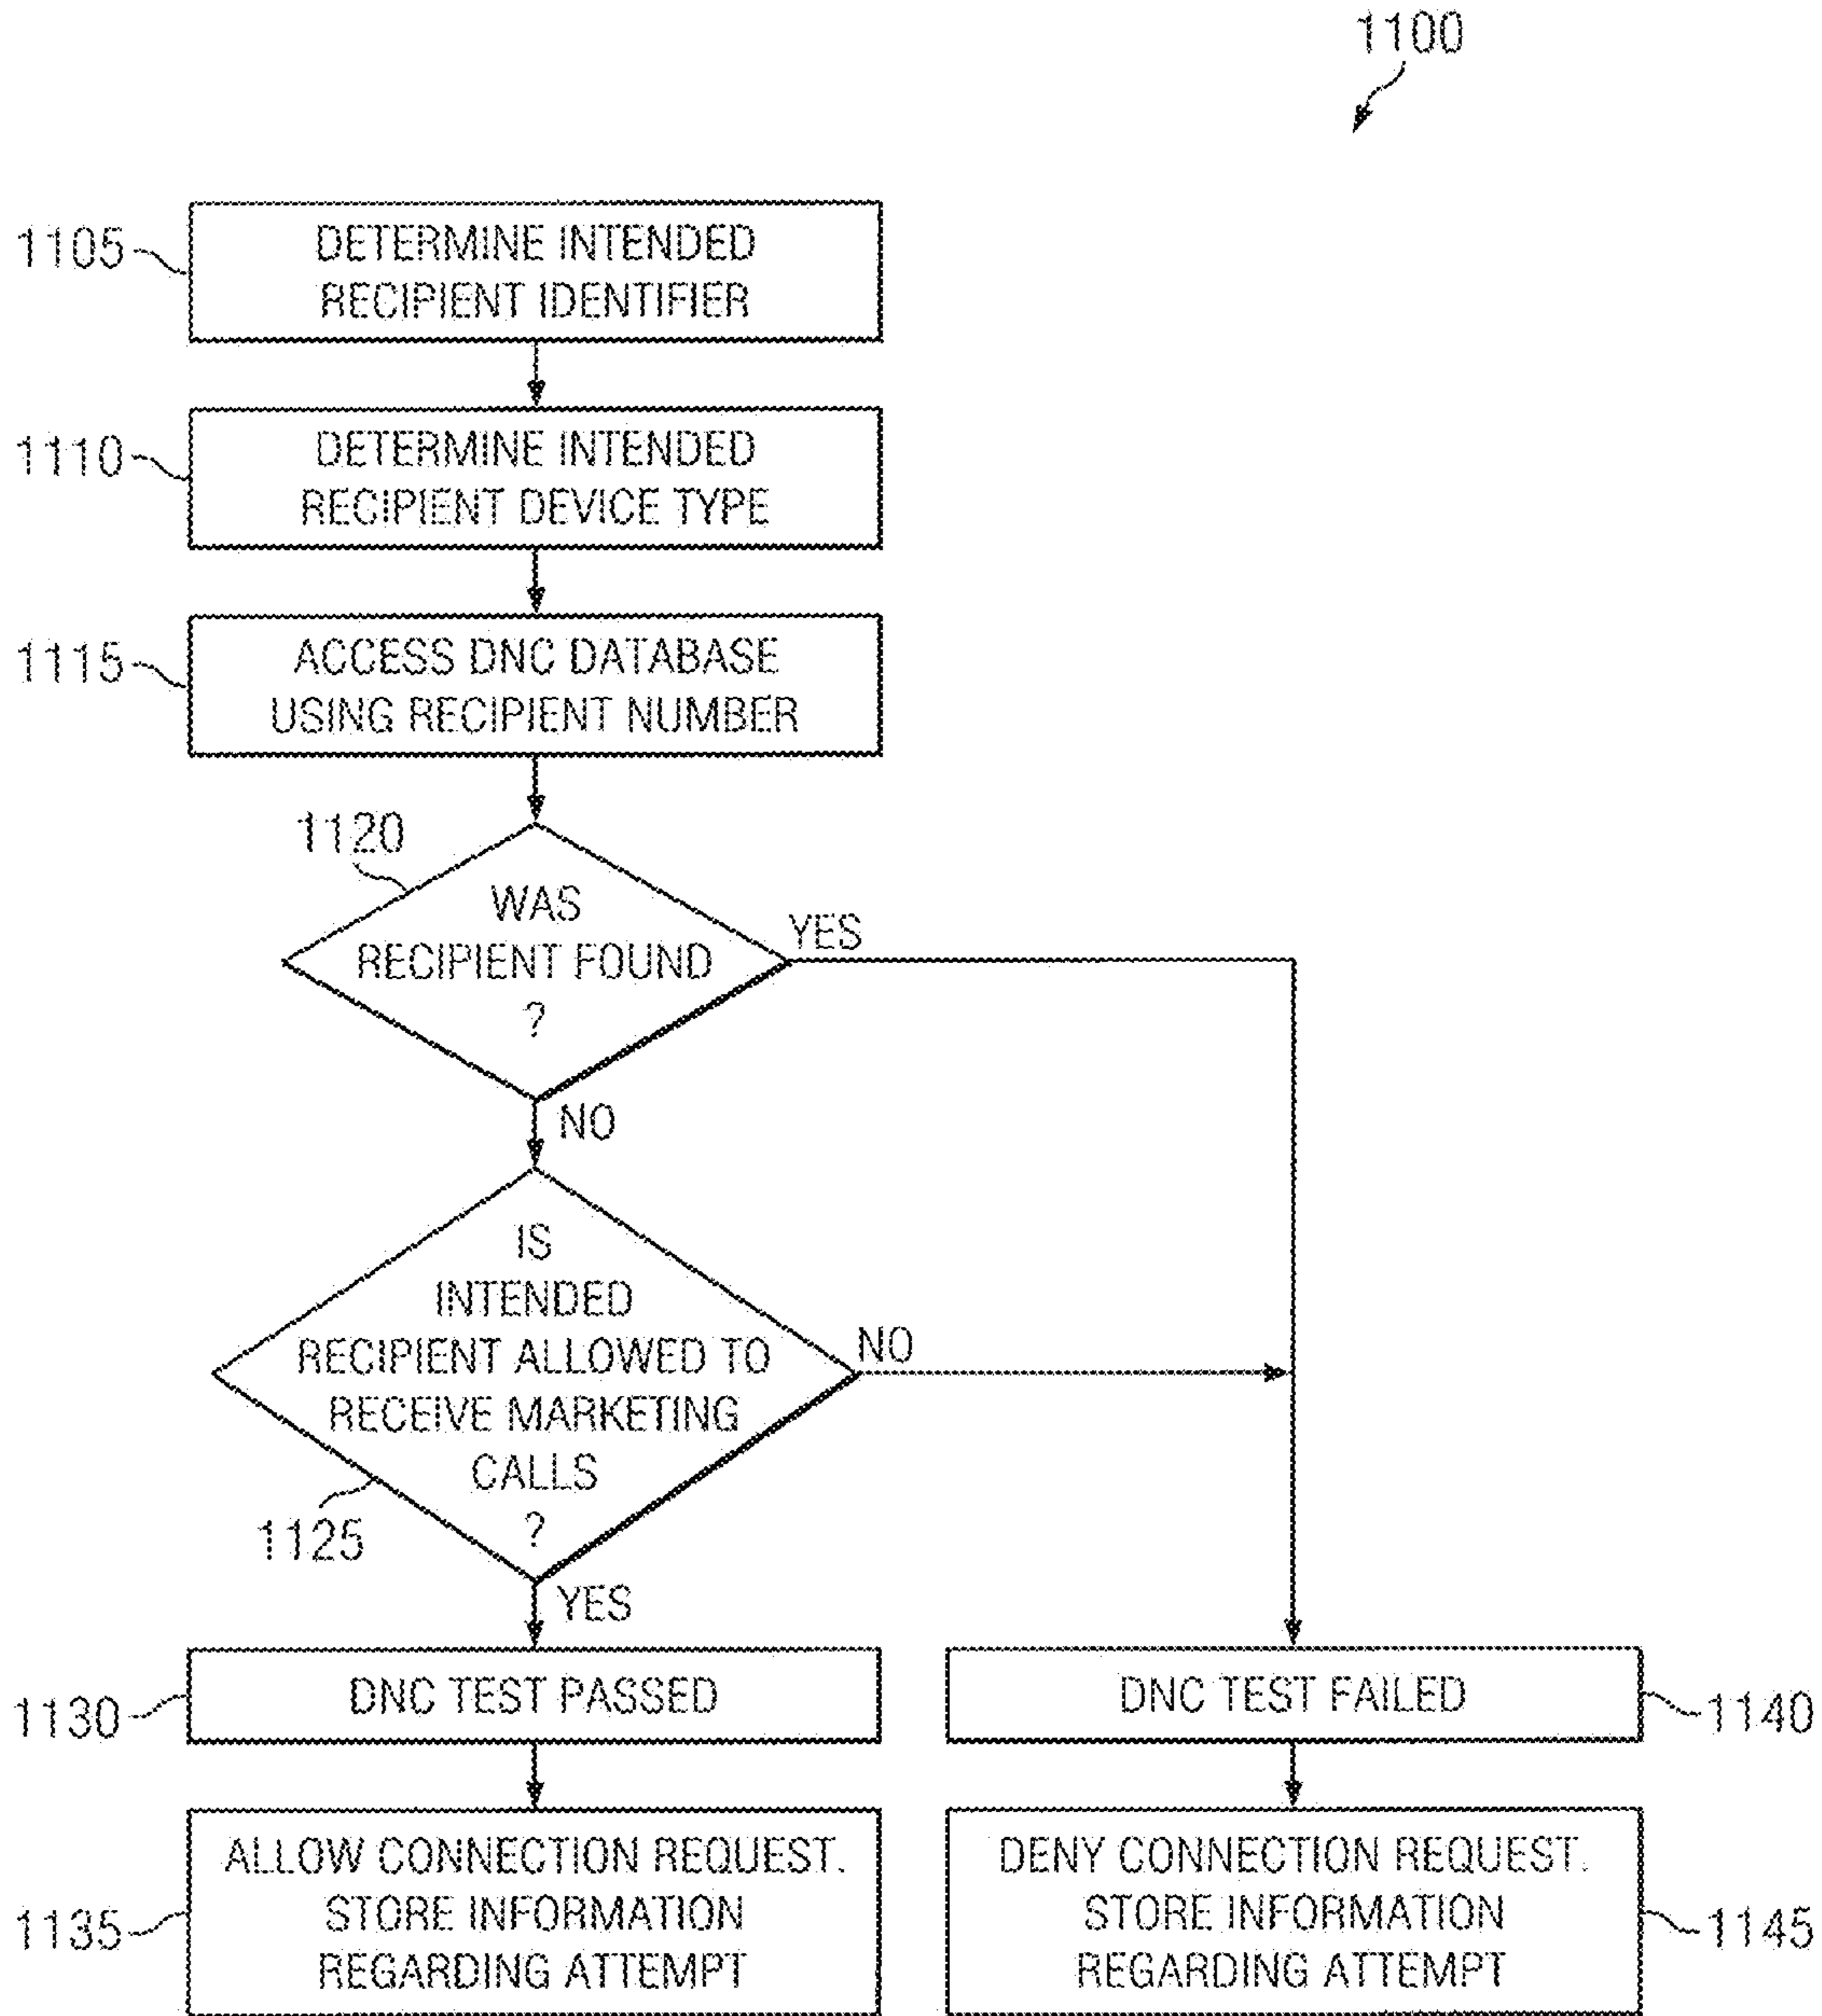 1100
1105
DETERMINE INTENDED
RECIPIENT IDENTIFIER
1110
DETERMINE INTENDED
RECIPIENT DEVICE TYPE
1115
ACCESS DNC DATABASE
USING RECIPIENT NUMBER
1120
WAS
RECIPIENT FOUND
?
YES
NO
IS
INTENDED
RECIPIENT ALLOWED TO
RECEIVE MARKETING
CALLS
?
NO
1125
YES
1130
DNC TEST PASSED
DNC TEST FAILED
1140
1135
ALLOW CONNECTION REQUEST.
STORE INFORMATION
REGARDING ATTEMPT
DENY CONNECTION REQUEST.
STORE INFORMATION
REGARDING ATTEMPT
1145